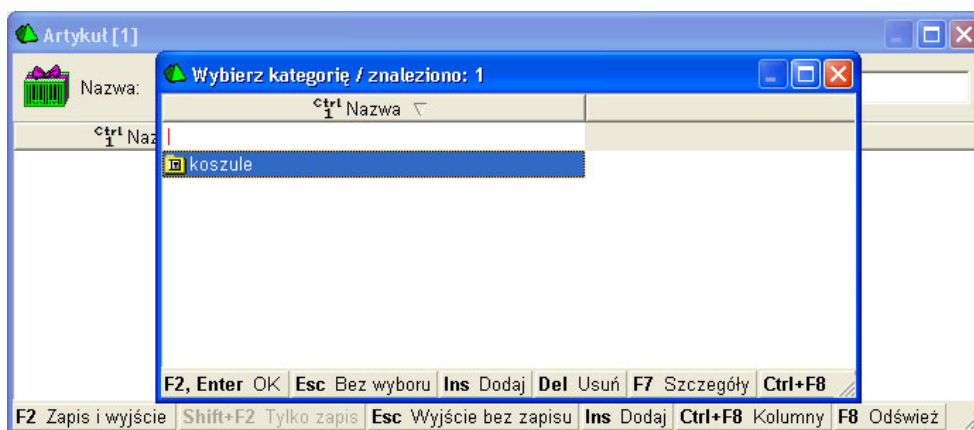 Artykuł [1]
Wybierz kategorię / znaleziono: 1
Nazwa:
Ctrl 1 Nazwa
Ctrl 1 Naz
koszule
F2, Enter OK Esc Bez wyboru Ins Dodaj Del Usuń F7 Szczegóły Ctrl+F8
F2 Zapis i wyjście Shift+F2 Tylko zapis Esc Wyjście bez zapisu Ins Dodaj Ctrl+F8 Kolumny F8 Odśwież